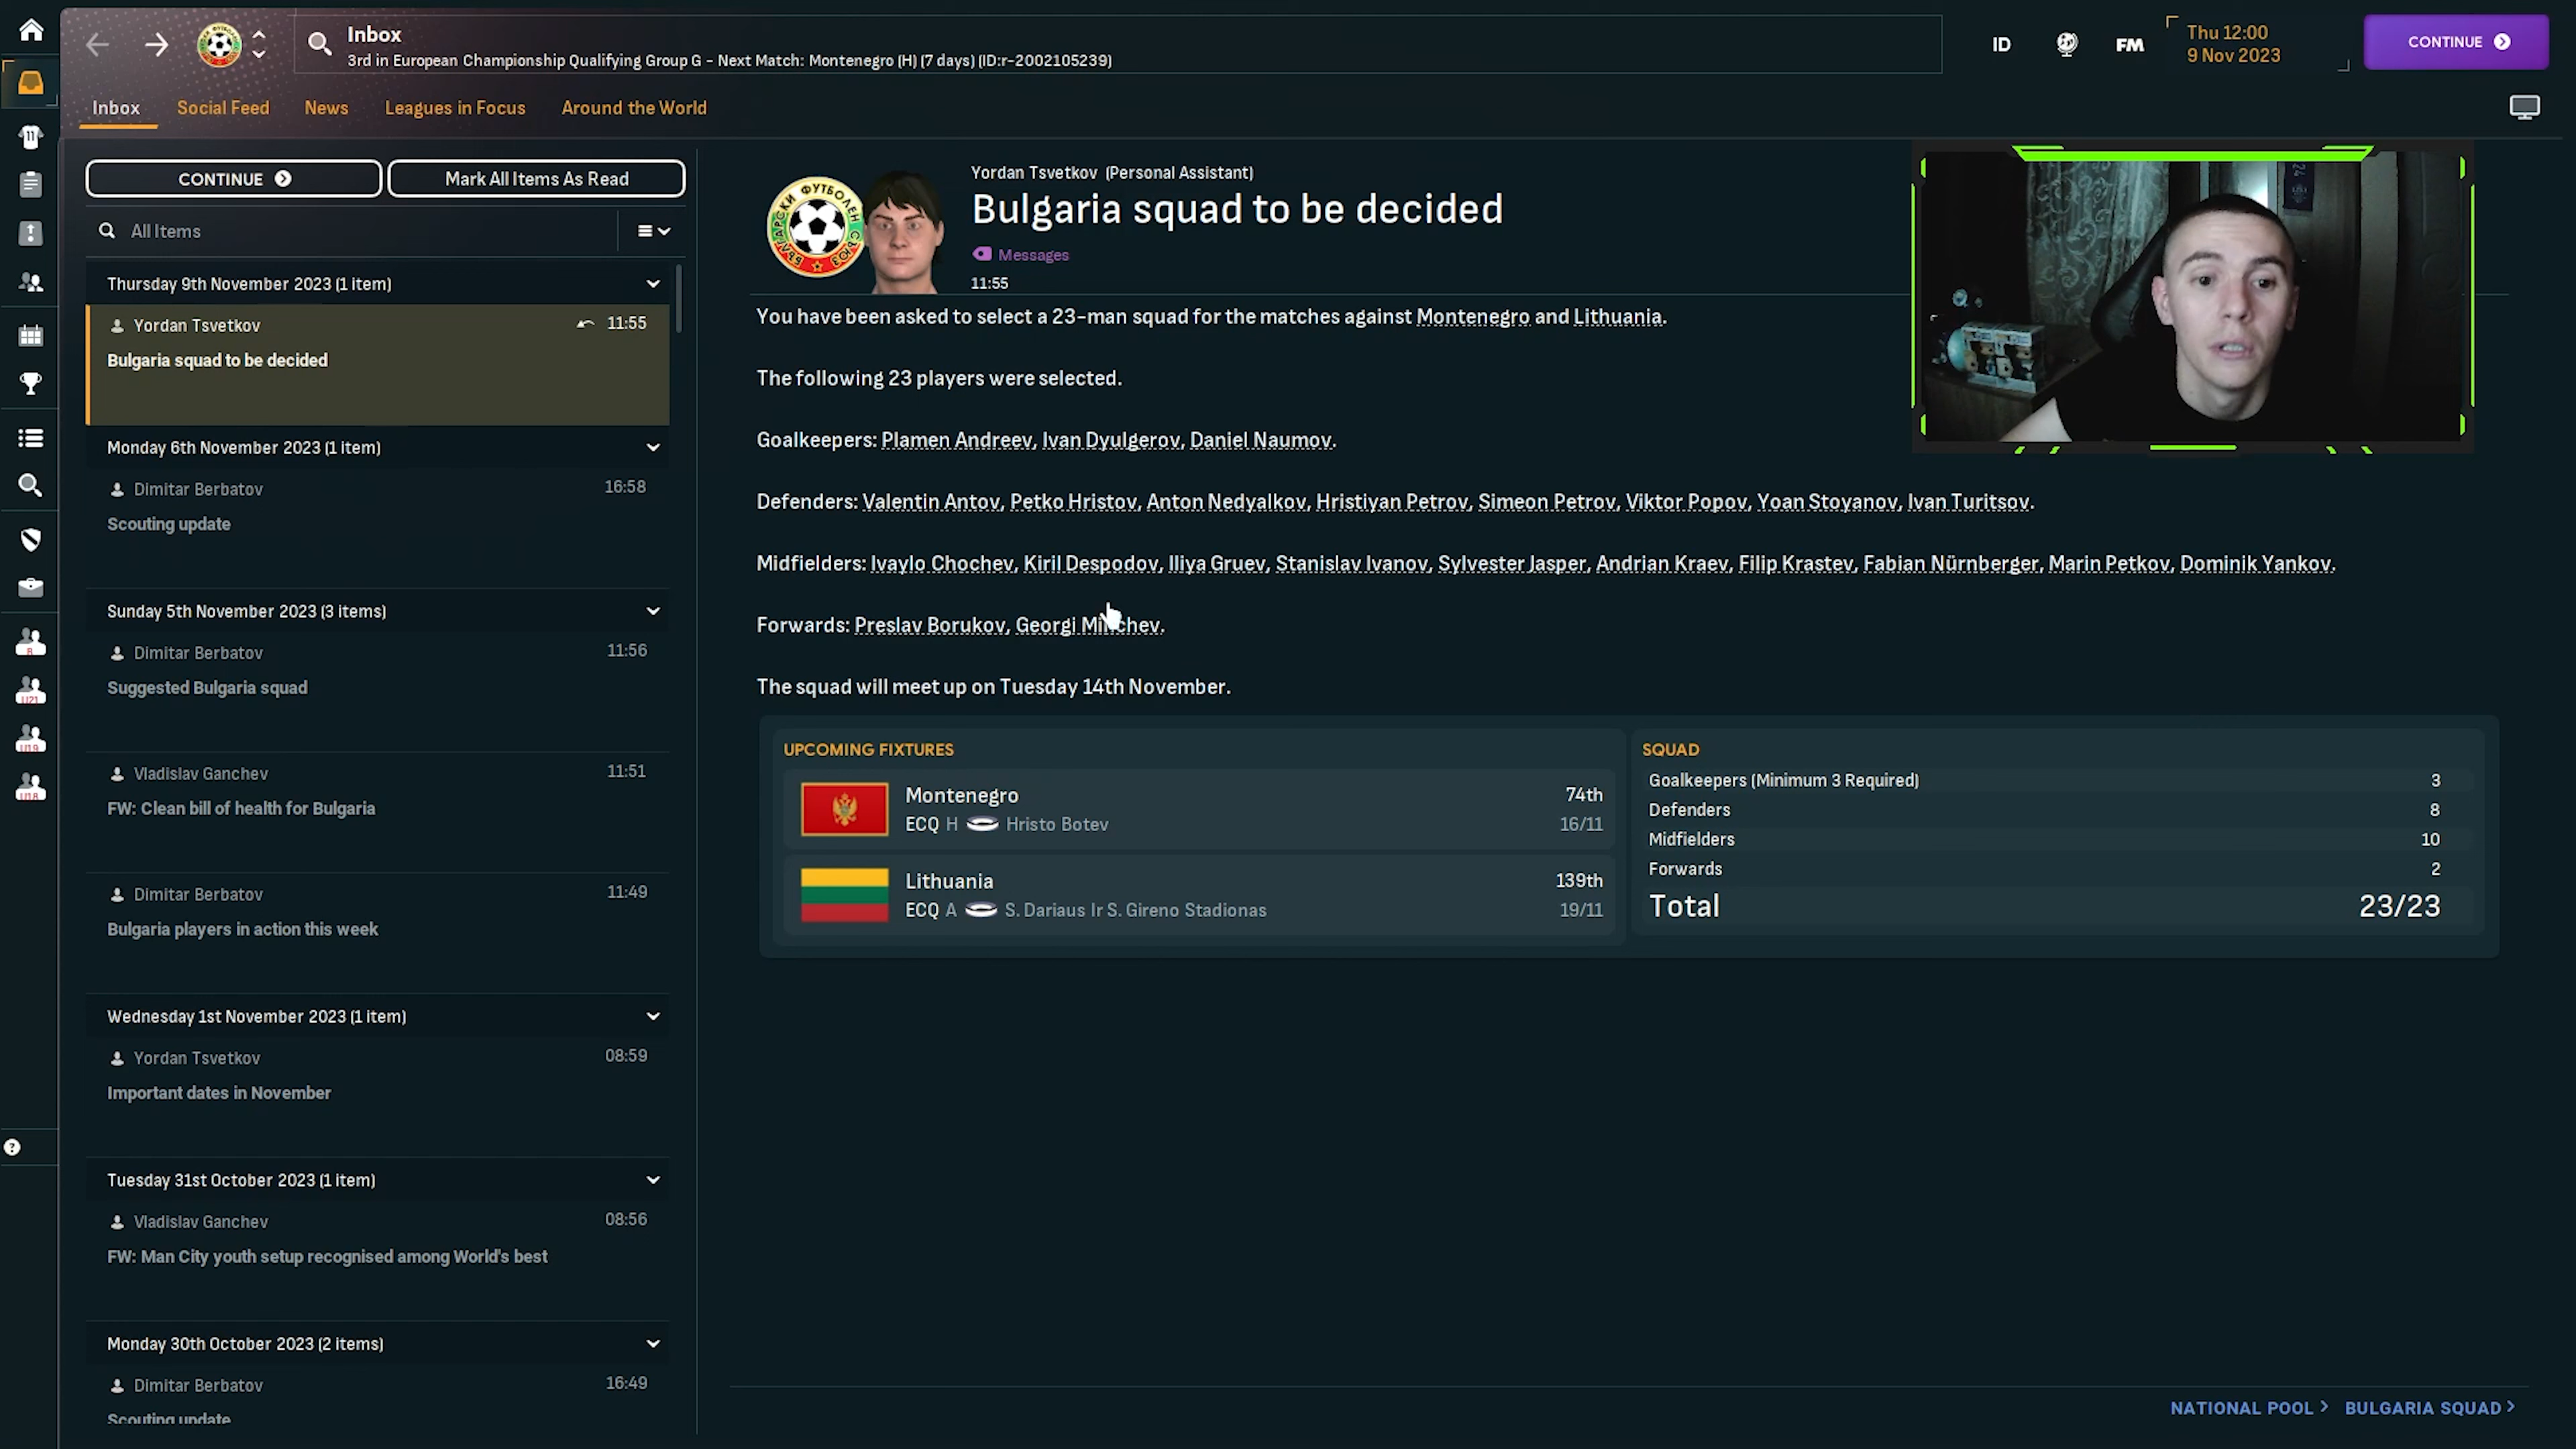 Inbox
3rd in European Championship Qualifying Group G - Next Match: Montenegro (H) (7 days) (ID:r-2002105239)
ID
FM
Thu 12:00
9 Nov 2023
CONTINUE
Inbox
Social Feed
News
Leagues in Focus
Around the World
CONTINUE
Mark All Items As Read
All Items
Thursday 9th November 2023 (1 item)
Yordan Tsvetkov
11:55
Bulgaria squad to be decided
Monday 6th November 2023 (1 item)
Dimitar Berbatov
16:58
Scouting update
Sunday 5th November 2023 (3 items)
Dimitar Berbatov
11:56
Suggested Bulgaria squad
Vladislav Ganchev
11:51
FW: Clean bill of health for Bulgaria
Dimitar Berbatov
11:49
Bulgaria players in action this week
Wednesday 1st November 2023 (1 item)
Yordan Tsvetkov
08:59
Important dates in November
Tuesday 31st October 2023 (1 item)
Vladislav Ganchev
08:56
FW: Man City youth setup recognised among World's best
Monday 30th October 2023 (2 items)
Dimitar Berbatov
16:49
Scouting update
11
B
U21
U19
U18
?
БЪЛГАРСКИ ФУТБОЛЕН СЪЮЗ
Yordan Tsvetkov (Personal Assistant)
Bulgaria squad to be decided
Messages
11:55
You have been asked to select a 23-man squad for the matches against Montenegro and Lithuania.
The following 23 players were selected.
Goalkeepers: Plamen Andreev, Ivan Dyulgerov, Daniel Naumov.
Defenders: Valentin Antov, Petko Hristov, Anton Nedyalkov, Hristiyan Petrov, Simeon Petrov, Viktor Popov, Yoan Stoyanov, Ivan Turitsov.
Midfielders: Ivaylo Chochev, Kiril Despodov, Iliya Gruev, Stanislav Ivanov, Sylvester Jasper, Andrian Kraev, Filip Krastev, Fabian Nürnberger, Marin Petkov, Dominik Yankov.
Forwards: Preslav Borukov, Georgi Minchev.
The squad will meet up on Tuesday 14th November.
UPCOMING FIXTURES
Montenegro
74th
ECQ H Hristo Botev
16/11
Lithuania
139th
ECQ A S. Dariaus Ir S. Gireno Stadionas
19/11
SQUAD
Goalkeepers (Minimum 3 Required) 3
Defenders 8
Midfielders 10
Forwards 2
Total 23/23
NATIONAL POOL
BULGARIA SQUAD